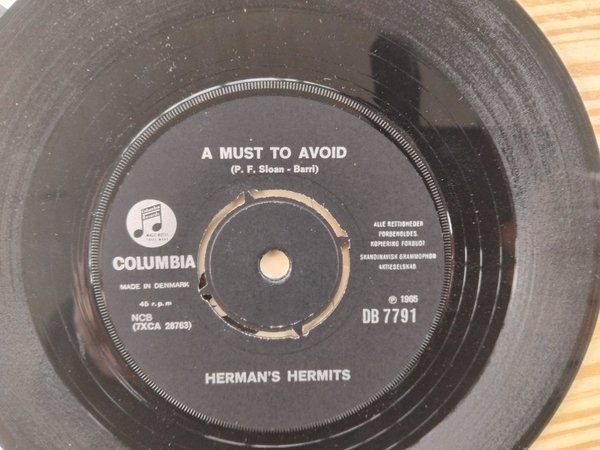 A MUST TO AVOID
(P. F. Sloan - Barri)
COLUMBIA
MADE IN DENMARK
45 r.p.m
NCB
(7XCA 28763)
ALLE RETTIGHEDER
FORBEHOLDES.
KOPIERING FORBUDT
SKANDINAVISK GRAMMOPHON
AKTIESELSKAB
℗ 1965
DB 7791
HERMAN'S HERMITS